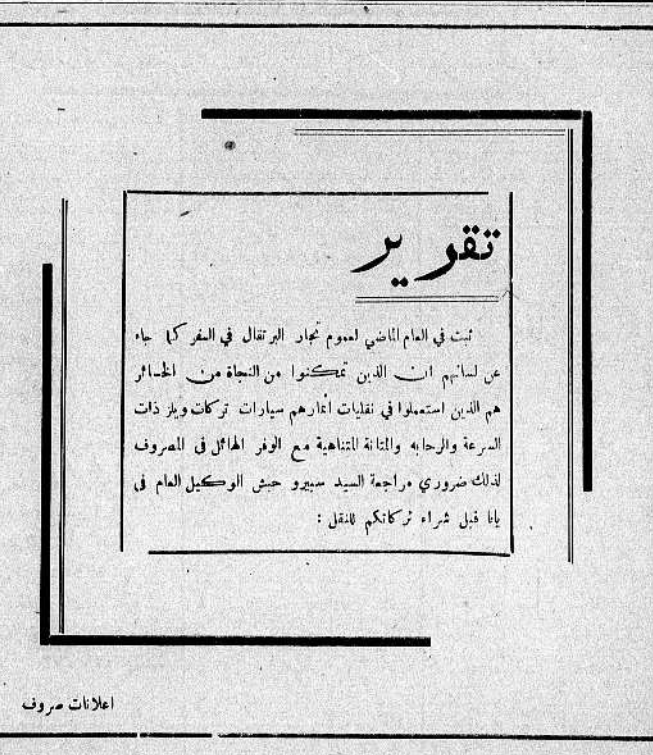 تقرير
ثبت في العام الماضي لعموم تجار البرتقال في السفر كما جاء
عن لسانهم ان الذين تمكنوا من النجاة من الخسائر
هم الذين استعملوا في نقليات أثمارهم سيارات تركات ويلز ذات
السرعة والرحابه والمتانة المتناهية مع الوفر الهائل في المصروف
لذلك ضروري مراجعة السيد سبيرو حبش الوكيل العام في
يافا قبل شراء تركاتكم للنقل :
اعلانات صروف